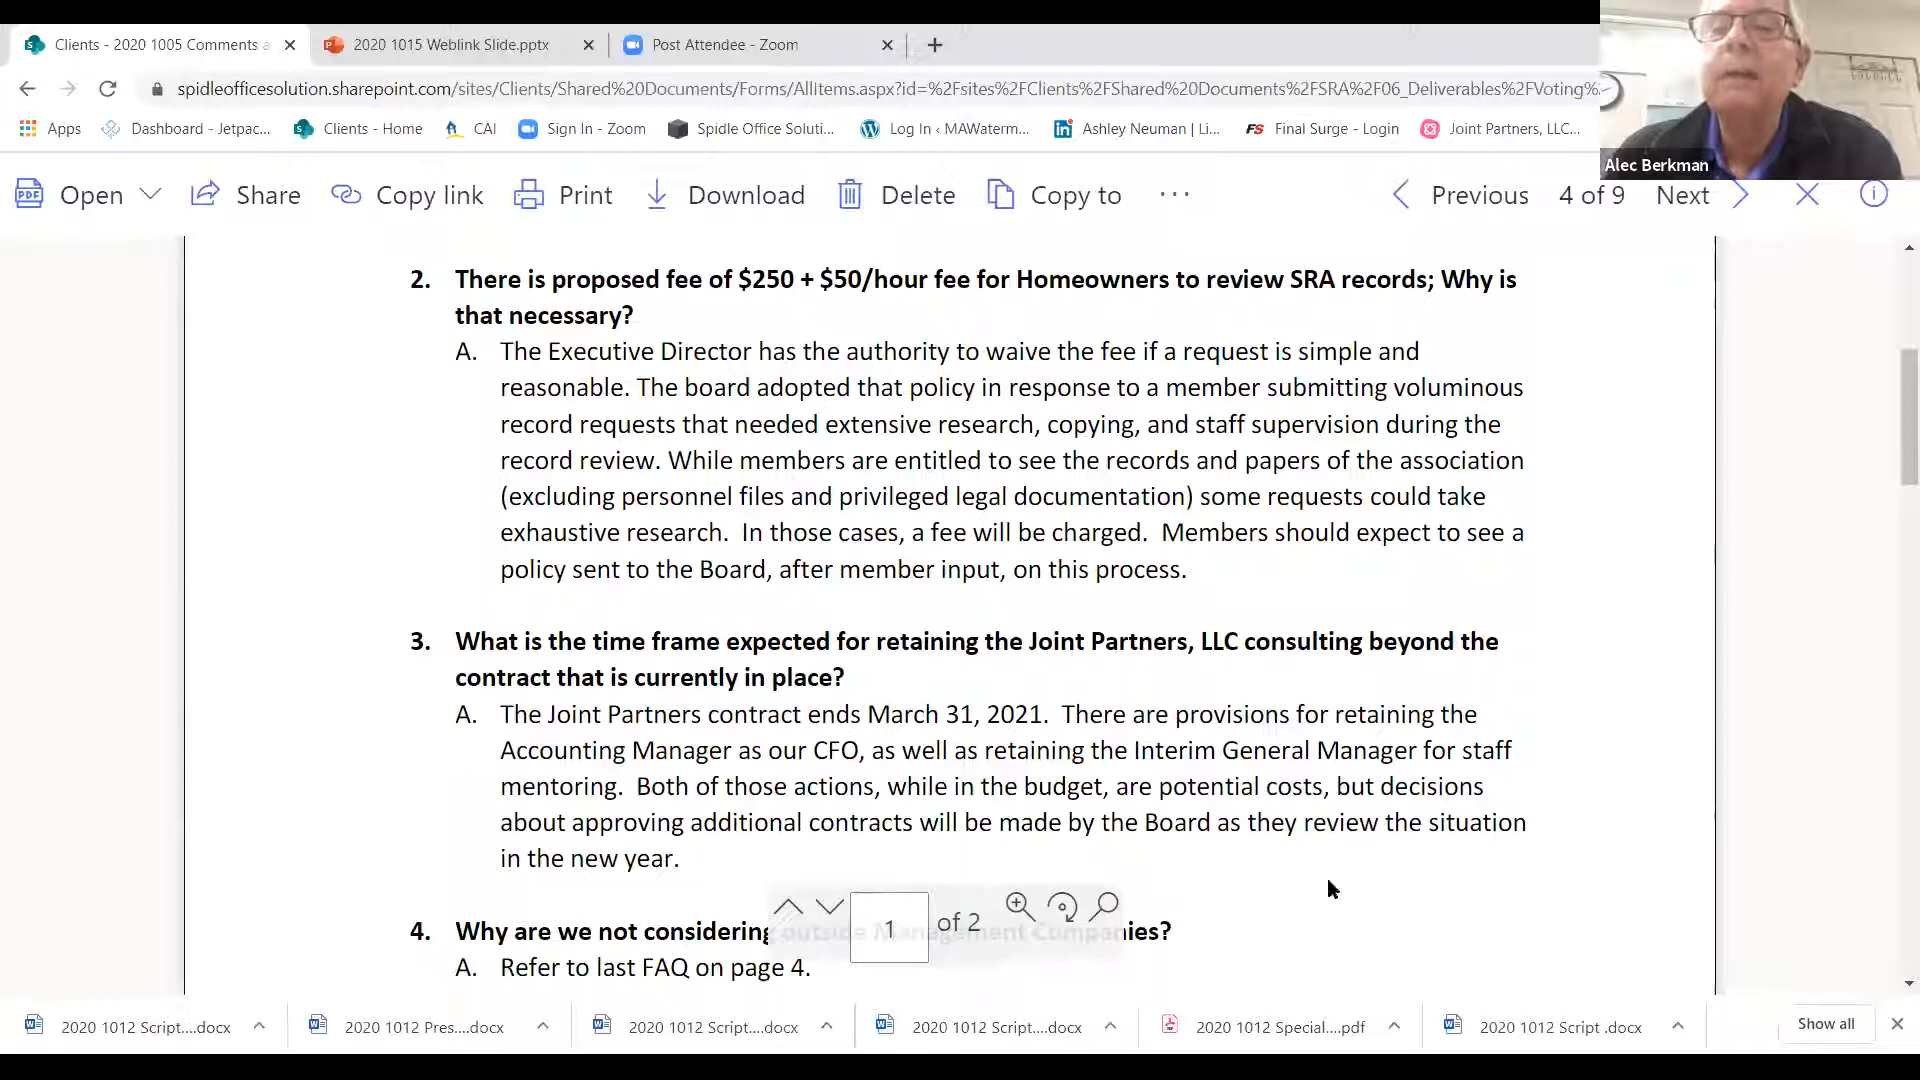 Clients - 2020 1005 Comments a
2020 1015 Weblink Slide.pptx
Post Attendee - Zoom
spidleofficesolution.sharepoint.com/sites/Clients/Shared%20Documents/Forms/AllItems.aspx?id=%2Fsites%2FClients%2FShared%20Documents%2FSRA%2F06_Deliverables%2FVoting%
Apps
Dashboard - Jetpac...
Clients - Home
CAI
Sign In - Zoom
Spidle Office Soluti...
Log In ‹ MAWaterm...
Ashley Neuman | Li...
FS Final Surge - Login
Joint Partners, LLC...
Alec Berkman
PDF Open
Share
Copy link
Print
Download
Delete
Copy to
...
Previous
4 of 9
Next
2. There is proposed fee of $250 + $50/hour fee for Homeowners to review SRA records; Why is
that necessary?
A. The Executive Director has the authority to waive the fee if a request is simple and
reasonable. The board adopted that policy in response to a member submitting voluminous
record requests that needed extensive research, copying, and staff supervision during the
record review. While members are entitled to see the records and papers of the association
(excluding personnel files and privileged legal documentation) some requests could take
exhaustive research.  In those cases, a fee will be charged.  Members should expect to see a
policy sent to the Board, after member input, on this process.
3. What is the time frame expected for retaining the Joint Partners, LLC consulting beyond the
contract that is currently in place?
A. The Joint Partners contract ends March 31, 2021.  There are provisions for retaining the
Accounting Manager as our CFO, as well as retaining the Interim General Manager for staff
mentoring.  Both of those actions, while in the budget, are potential costs, but decisions
about approving additional contracts will be made by the Board as they review the situation
in the new year.
4. Why are we not considering outside Management Companies?
1 of 2
A. Refer to last FAQ on page 4.
2020 1012 Script....docx
2020 1012 Pres....docx
2020 1012 Script....docx
2020 1012 Script....docx
2020 1012 Special....pdf
2020 1012 Script .docx
Show all